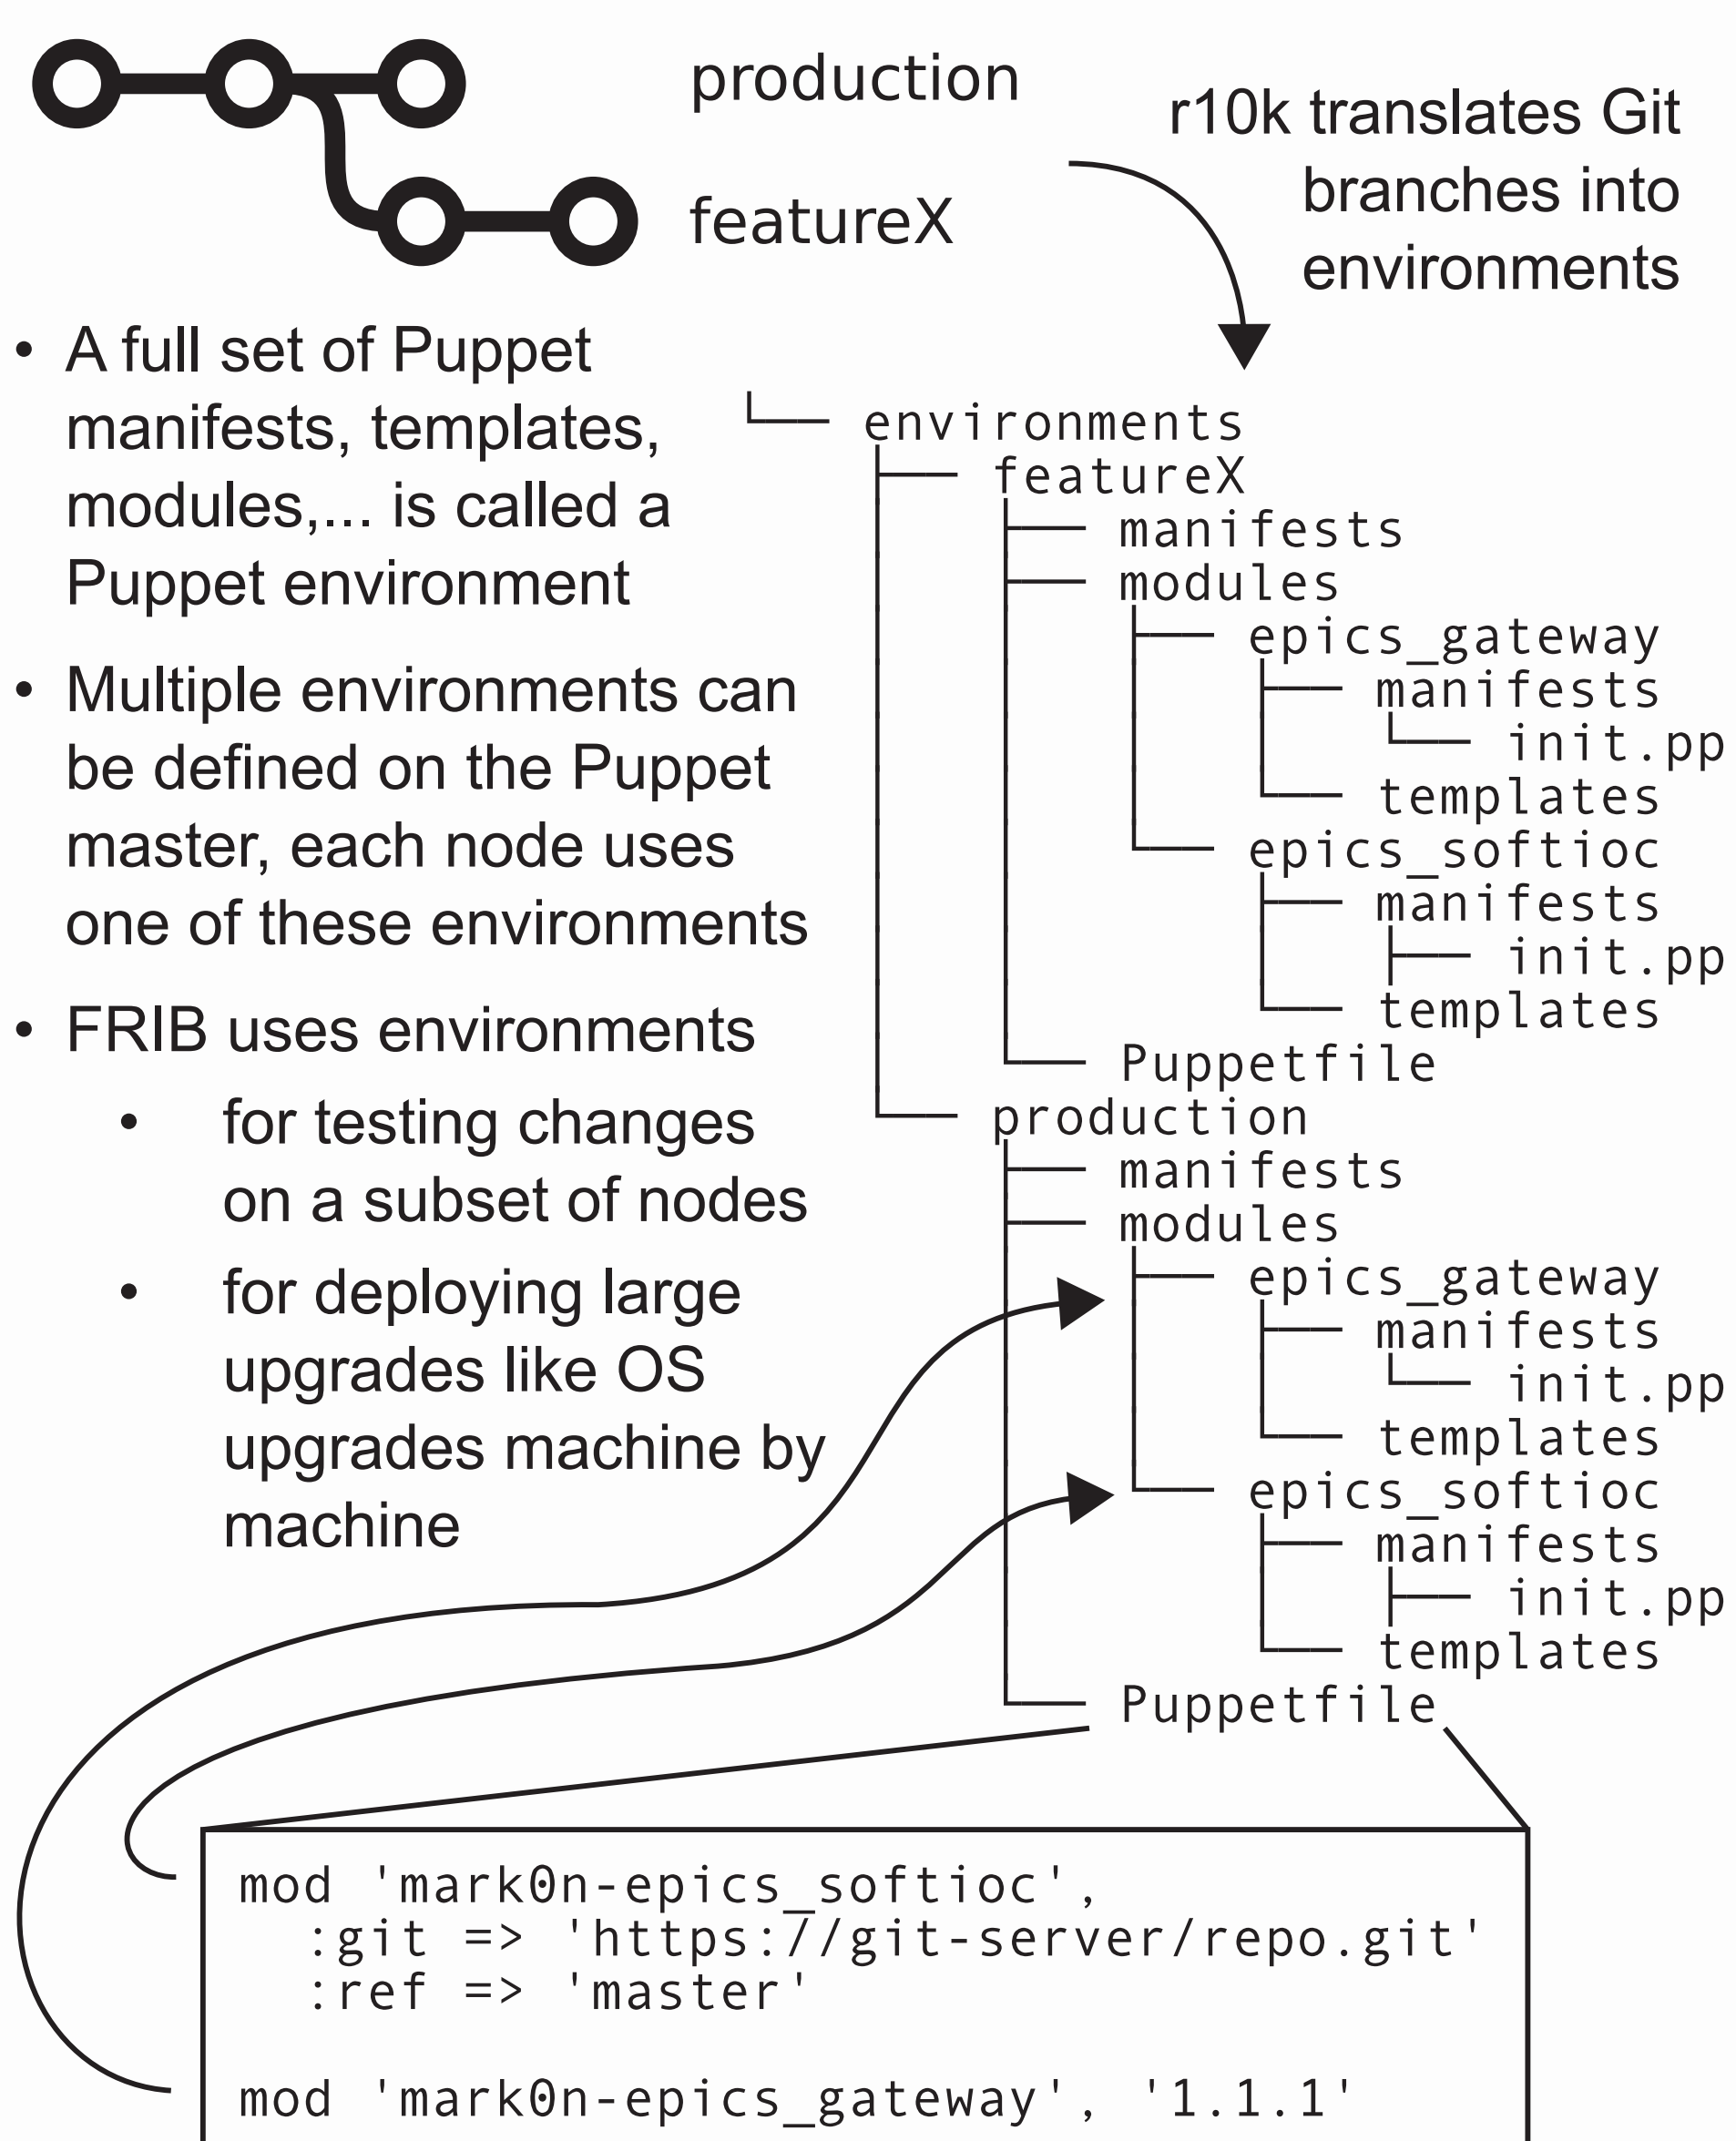 production
featureX
r10k translates Git
branches into
environments
• A full set of Puppet
manifests, templates,
modules,... is called a
Puppet environment
• Multiple environments can
be defined on the Puppet
master, each node uses
one of these environments
• FRIB uses environments
• for testing changes
on a subset of nodes
• for deploying large
upgrades like OS
upgrades machine by
machine
└── environments
├── featureX
├── manifests
├── modules
├── epics_gateway
├── manifests
└── init.pp
└── templates
└── epics_softioc
├── manifests
├── init.pp
└── templates
└── Puppetfile
└── production
├── manifests
├── modules
├── epics_gateway
├── manifests
└── init.pp
└── templates
└── epics_softioc
├── manifests
├── init.pp
└── templates
└── Puppetfile
mod 'mark0n-epics_softioc',
:git => 'https://git-server/repo.git'
:ref => 'master'
mod 'mark0n-epics_gateway', '1.1.1'